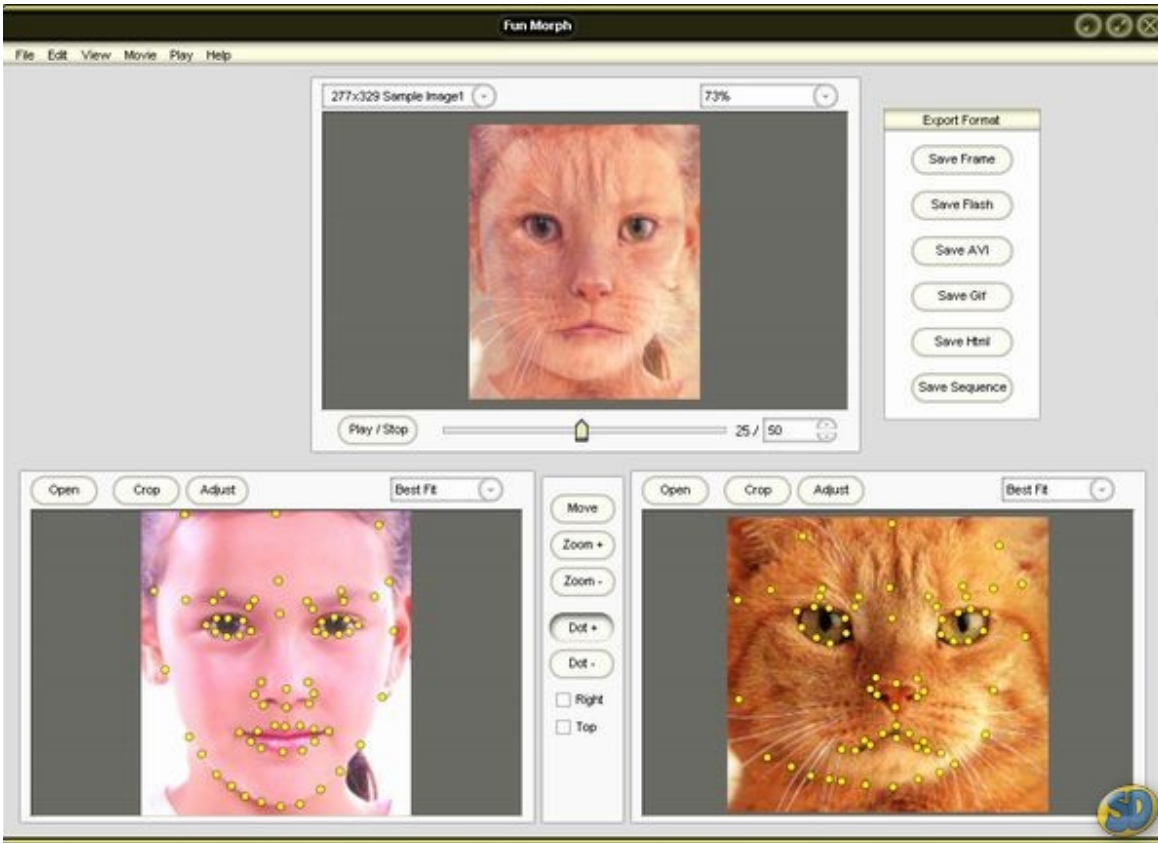 Fun Morph
File Edit View Movie Play Help
277x329 Sample Image1
73%
Export Format
Save Frame
Save Flash
Save AVI
Save Gif
Save Html
Save Sequence
Play / Stop
25 / 50
Open Crop Adjust Best Fit
Move
Zoom +
Zoom -
Dot +
Dot -
Right
Top
Open Crop Adjust Best Fit
SD